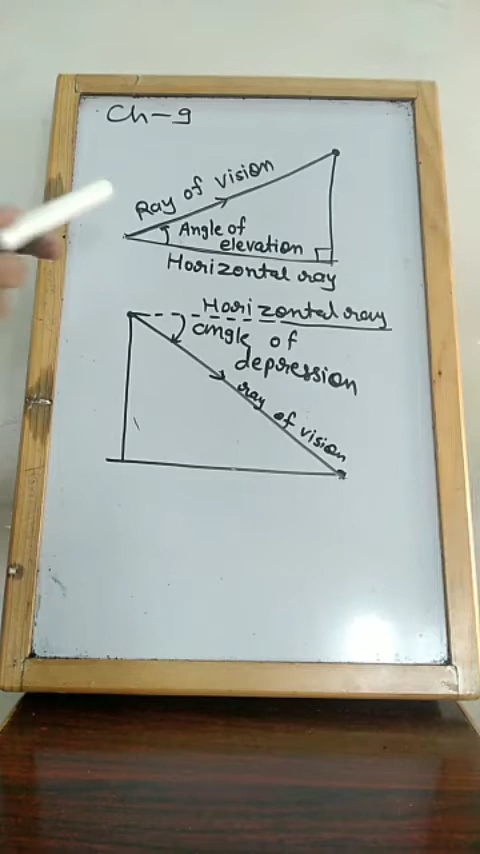 Ch-9
Ray of vision
Angle of
elevation
Horizontal ray
Horizontal ray
angle of
depression
ray of vision